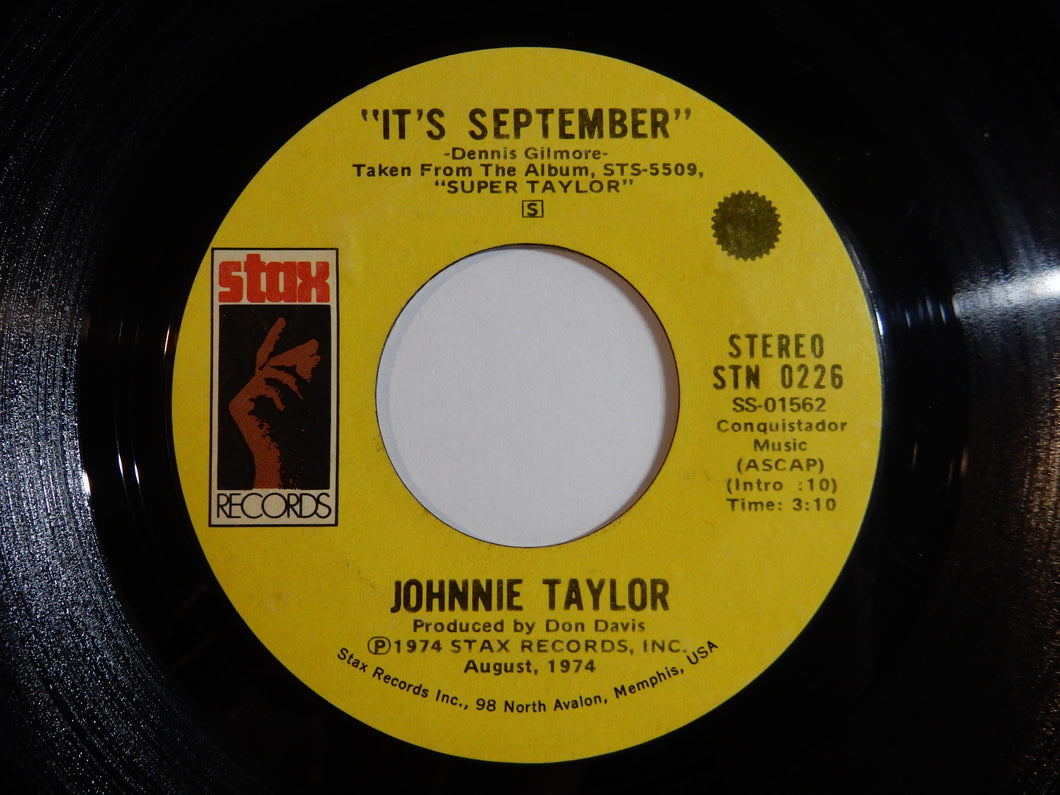 "IT'S SEPTEMBER"
-Dennis Gilmore-
Taken From The Album, STS-5509,
"SUPER TAYLOR"
S
stax
RECORDS
STEREO
STN 0226
SS-01562
Conquistador
Music
(ASCAP)
(Intro :10)
Time: 3:10
JOHNNIE TAYLOR
Produced by Don Davis
Ⓟ1974 STAX RECORDS, INC.
August, 1974
Stax Records Inc., 98 North Avalon, Memphis, USA